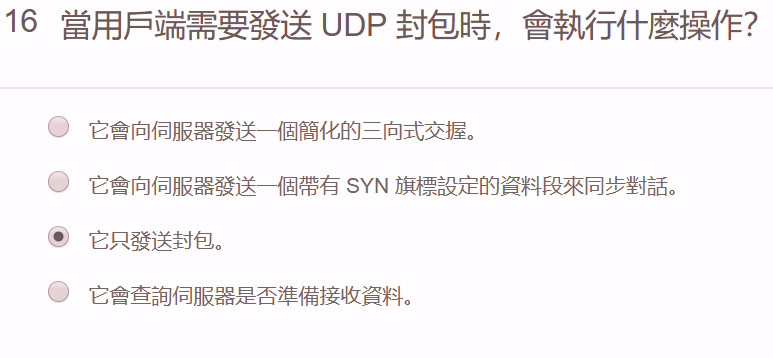 16 當用戶端需要發送 UDP 封包時，會執行什麼操作?
它會向伺服器發送一個簡化的三向式交握。
它會向伺服器發送一個帶有 SYN 旗標設定的資料段來同步對話。
它只發送封包。
它會查詢伺服器是否準備接收資料。